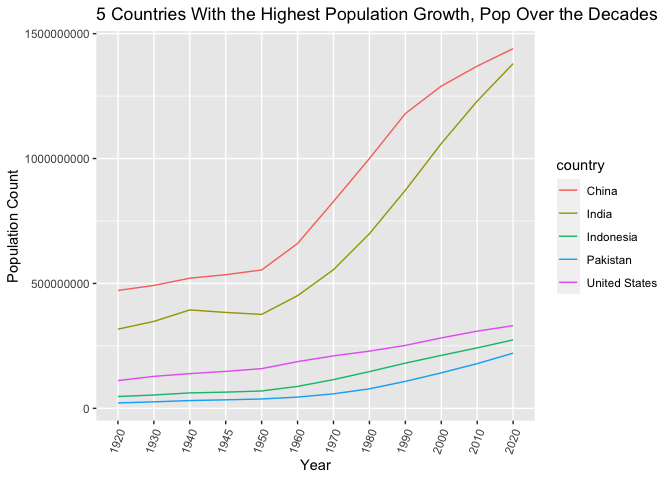 5 Countries With the Highest Population Growth, Pop Over the Decades
1500000000
1000000000
500000000
0
Population Count
1920
1930
1940
1945
1950
1960
1970
1980
1990
2000
2010
2020
Year
country
China
India
Indonesia
Pakistan
United States